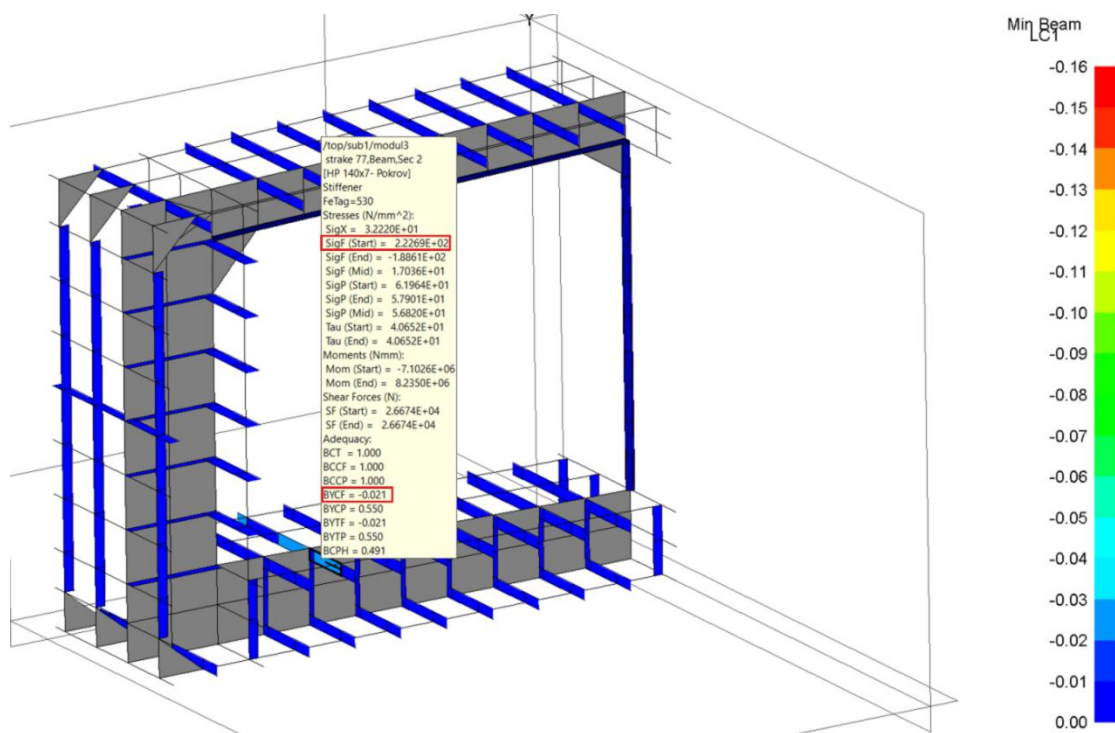 Y
Min Beam
LC1
/top/sub1/modul3
strake 77,Beam,Sec 2
[HP 140x7- Pokrov]
Stiffener
FeTag=530
Stresses (N/mm^2):
SigX = 3.2220E+01
SigF (Start) = 2.2269E+02
SigF (End) = -1.8861E+02
SigF (Mid) = 1.7036E+01
SigP (Start) = 6.1964E+01
SigP (End) = 5.7901E+01
SigP (Mid) = 5.6820E+01
Tau (Start) = 4.0652E+01
Tau (End) = 4.0652E+01
Moments (Nmm):
Mom (Start) = -7.1026E+06
Mom (End) = 8.2350E+06
Shear Forces (N):
SF (Start) = 2.6674E+04
SF (End) = 2.6674E+04
Adequacy:
BCT = 1.000
BCCF = 1.000
BCCP = 1.000
BYCF = -0.021
BYCP = 0.550
BYTF = -0.021
BYTP = 0.550
BCPH = 0.491
-0.16
-0.15
-0.14
-0.13
-0.12
-0.11
-0.10
-0.09
-0.08
-0.07
-0.06
-0.05
-0.04
-0.03
-0.02
-0.01
0.00